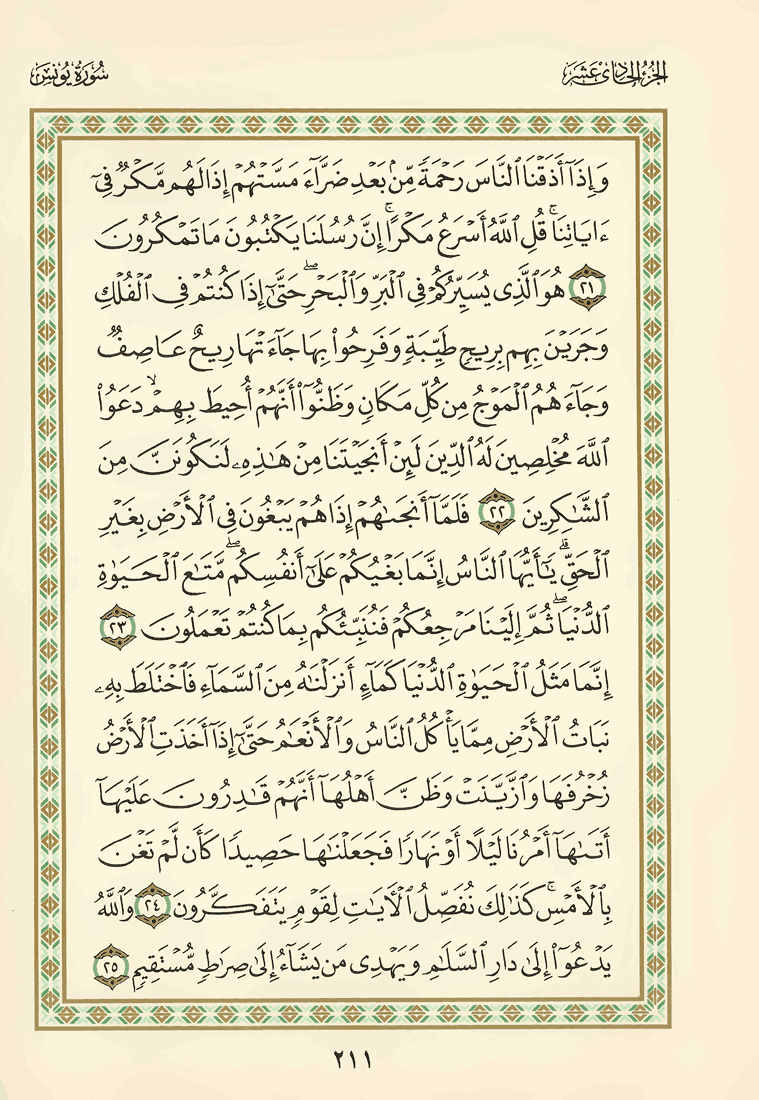 الجزء الحادي عشر
سورة يونس
وَإِذَآ أَذَقْنَا ٱلنَّاسَ رَحْمَةً مِّنۢ بَعْدِ ضَرَّآءَ مَسَّتْهُمْ إِذَا لَهُم مَّكْرٌ فِىٓ
ءَايَاتِنَا ۚ قُلِ ٱللَّهُ أَسْرَعُ مَكْرًا ۚ إِنَّ رُسُلَنَا يَكْتُبُونَ مَا تَمْكُرُونَ
٢١ هُوَ ٱلَّذِى يُسَيِّرُكُمْ فِى ٱلْبَرِّ وَٱلْبَحْرِ ۖ حَتَّىٰٓ إِذَا كُنتُمْ فِى ٱلْفُلْكِ
وَجَرَيْنَ بِهِم بِرِيحٍ طَيِّبَةٍ وَفَرِحُوا۟ بِهَا جَآءَتْهَا رِيحٌ عَاصِفٌ
وَجَآءَهُمُ ٱلْمَوْجُ مِن كُلِّ مَكَانٍ وَظَنُّوٓا۟ أَنَّهُمْ أُحِيطَ بِهِمْ ۙ دَعَوُا۟
ٱللَّهَ مُخْلِصِينَ لَهُ ٱلدِّينَ لَئِنْ أَنجَيْتَنَا مِنْ هَٰذِهِۦ لَنَكُونَنَّ مِنَ
ٱلشَّٰكِرِينَ ٢٢ فَلَمَّآ أَنجَىٰهُمْ إِذَا هُمْ يَبْغُونَ فِى ٱلْأَرْضِ بِغَيْرِ
ٱلْحَقِّ ۗ يَٰٓأَيُّهَا ٱلنَّاسُ إِنَّمَا بَغْيُكُمْ عَلَىٰٓ أَنفُسِكُم ۖ مَّتَٰعَ ٱلْحَيَوٰةِ
ٱلدُّنْيَا ۖ ثُمَّ إِلَيْنَا مَرْجِعُكُمْ فَنُنَبِّئُكُم بِمَا كُنتُمْ تَعْمَلُونَ ٢٣
إِنَّمَا مَثَلُ ٱلْحَيَوٰةِ ٱلدُّنْيَا كَمَآءٍ أَنزَلْنَٰهُ مِنَ ٱلسَّمَآءِ فَٱخْتَلَطَ بِهِۦ
نَبَاتُ ٱلْأَرْضِ مِمَّا يَأْكُلُ ٱلنَّاسُ وَٱلْأَنْعَٰمُ حَتَّىٰٓ إِذَآ أَخَذَتِ ٱلْأَرْضُ
زُخْرُفَهَا وَٱزَّيَّنَتْ وَظَنَّ أَهْلُهَآ أَنَّهُمْ قَٰدِرُونَ عَلَيْهَآ
أَتَىٰهَآ أَمْرُنَا لَيْلًا أَوْ نَهَارًا فَجَعَلْنَٰهَا حَصِيدًا كَأَن لَّمْ تَغْنَ
بِٱلْأَمْسِ ۚ كَذَٰلِكَ نُفَصِّلُ ٱلْءَايَٰتِ لِقَوْمٍ يَتَفَكَّرُونَ ٢٤ وَٱللَّهُ
يَدْعُوٓا۟ إِلَىٰ دَارِ ٱلسَّلَٰمِ وَيَهْدِى مَن يَشَآءُ إِلَىٰ صِرَٰطٍ مُّسْتَقِيمٍ ٢٥
٢١١